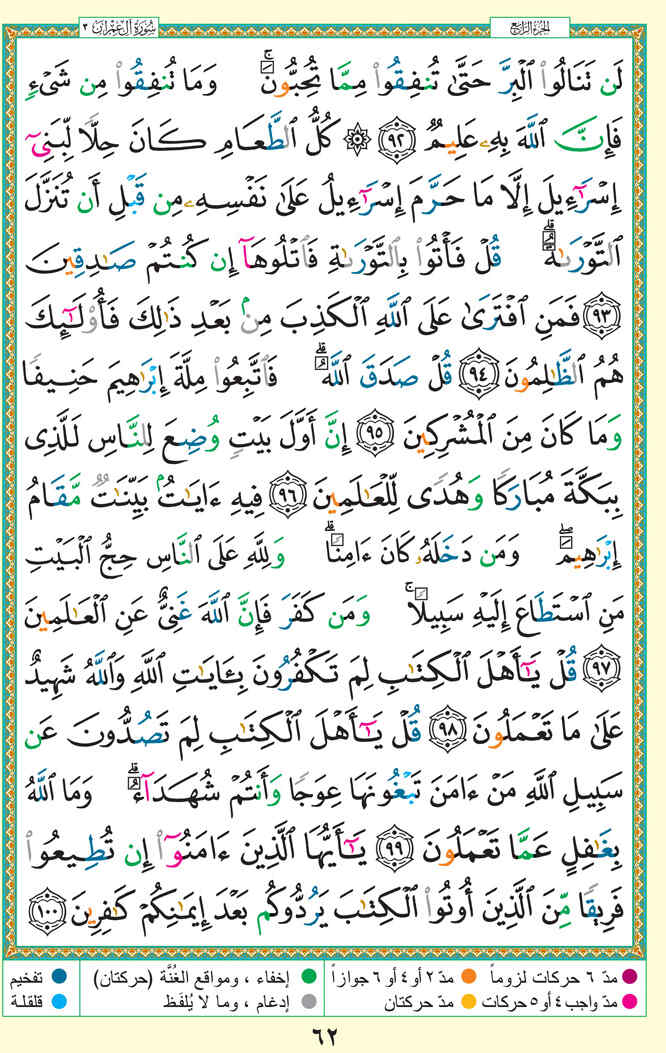 سُورَةُ آلِ عِمْرَان ٣
الجُزْءُ الرَّابِعُ
لَن تَنَالُوا۟ ٱلْبِرَّ حَتَّىٰ تُنفِقُوا۟ مِمَّا تُحِبُّونَ ۚ وَمَا تُنفِقُوا۟ مِن شَىْءٍ
فَإِنَّ ٱللَّهَ بِهِۦ عَلِيمٌ ﴿٩٢﴾ ۞ كُلُّ ٱلطَّعَامِ كَانَ حِلًّا لِّبَنِىٓ
إِسْرَٰٓءِيلَ إِلَّا مَا حَرَّمَ إِسْرَٰٓءِيلُ عَلَىٰ نَفْسِهِۦ مِن قَبْلِ أَن تُنَزَّلَ
ٱلتَّوْرَىٰةُ ۗ قُلْ فَأْتُوا۟ بِٱلتَّوْرَىٰةِ فَٱتْلُوهَآ إِن كُنتُمْ صَـٰدِقِينَ
﴿٩٣﴾ فَمَنِ ٱفْتَرَىٰ عَلَى ٱللَّهِ ٱلْكَذِبَ مِنۢ بَعْدِ ذَٰلِكَ فَأُو۟لَـٰٓئِكَ
هُمُ ٱلظَّـٰلِمُونَ ﴿٩٤﴾ قُلْ صَدَقَ ٱللَّهُ ۗ فَٱتَّبِعُوا۟ مِلَّةَ إِبْرَٰهِيمَ حَنِيفًا
وَمَا كَانَ مِنَ ٱلْمُشْرِكِينَ ﴿٩٥﴾ إِنَّ أَوَّلَ بَيْتٍ وُضِعَ لِلنَّاسِ لَلَّذِى
بِبَكَّةَ مُبَارَكًا وَهُدًى لِّلْعَـٰلَمِينَ ﴿٩٦﴾ فِيهِ ءَايَـٰتٌۢ بَيِّنَـٰتٌ مَّقَامُ
إِبْرَٰهِيمَ ۖ وَمَن دَخَلَهُۥ كَانَ ءَامِنًا ۗ وَلِلَّهِ عَلَى ٱلنَّاسِ حِجُّ ٱلْبَيْتِ
مَنِ ٱسْتَطَاعَ إِلَيْهِ سَبِيلًا ۚ وَمَن كَفَرَ فَإِنَّ ٱللَّهَ غَنِىٌّ عَنِ ٱلْعَـٰلَمِينَ
﴿٩٧﴾ قُلْ يَـٰٓأَهْلَ ٱلْكِتَـٰبِ لِمَ تَكْفُرُونَ بِـَٔايَـٰتِ ٱللَّهِ وَٱللَّهُ شَهِيدٌ
عَلَىٰ مَا تَعْمَلُونَ ﴿٩٨﴾ قُلْ يَـٰٓأَهْلَ ٱلْكِتَـٰبِ لِمَ تَصُدُّونَ عَن
سَبِيلِ ٱللَّهِ مَنْ ءَامَنَ تَبْغُونَهَا عِوَجًا وَأَنتُمْ شُهَدَآءُ ۗ وَمَا ٱللَّهُ
بِغَـٰفِلٍ عَمَّا تَعْمَلُونَ ﴿٩٩﴾ يَـٰٓأَيُّهَا ٱلَّذِينَ ءَامَنُوٓا۟ إِن تُطِيعُوا۟
فَرِيقًا مِّنَ ٱلَّذِينَ أُوتُوا۟ ٱلْكِتَـٰبَ يَرُدُّوكُم بَعْدَ إِيمَـٰنِكُمْ كَـٰفِرِينَ ﴿١٠٠﴾
مدّ ٦ حركات لزوماً
مدّ ٢ أو ٤ أو ٦ جوازاً
إخفاء ، ومواقع الغُنَّة (حركتان)
تفخيم
مدّ واجب ٤ أو ٥ حركات
مدّ حركتان
إدغام ، وما لا يُلفَظ
قلقلة
٦٢